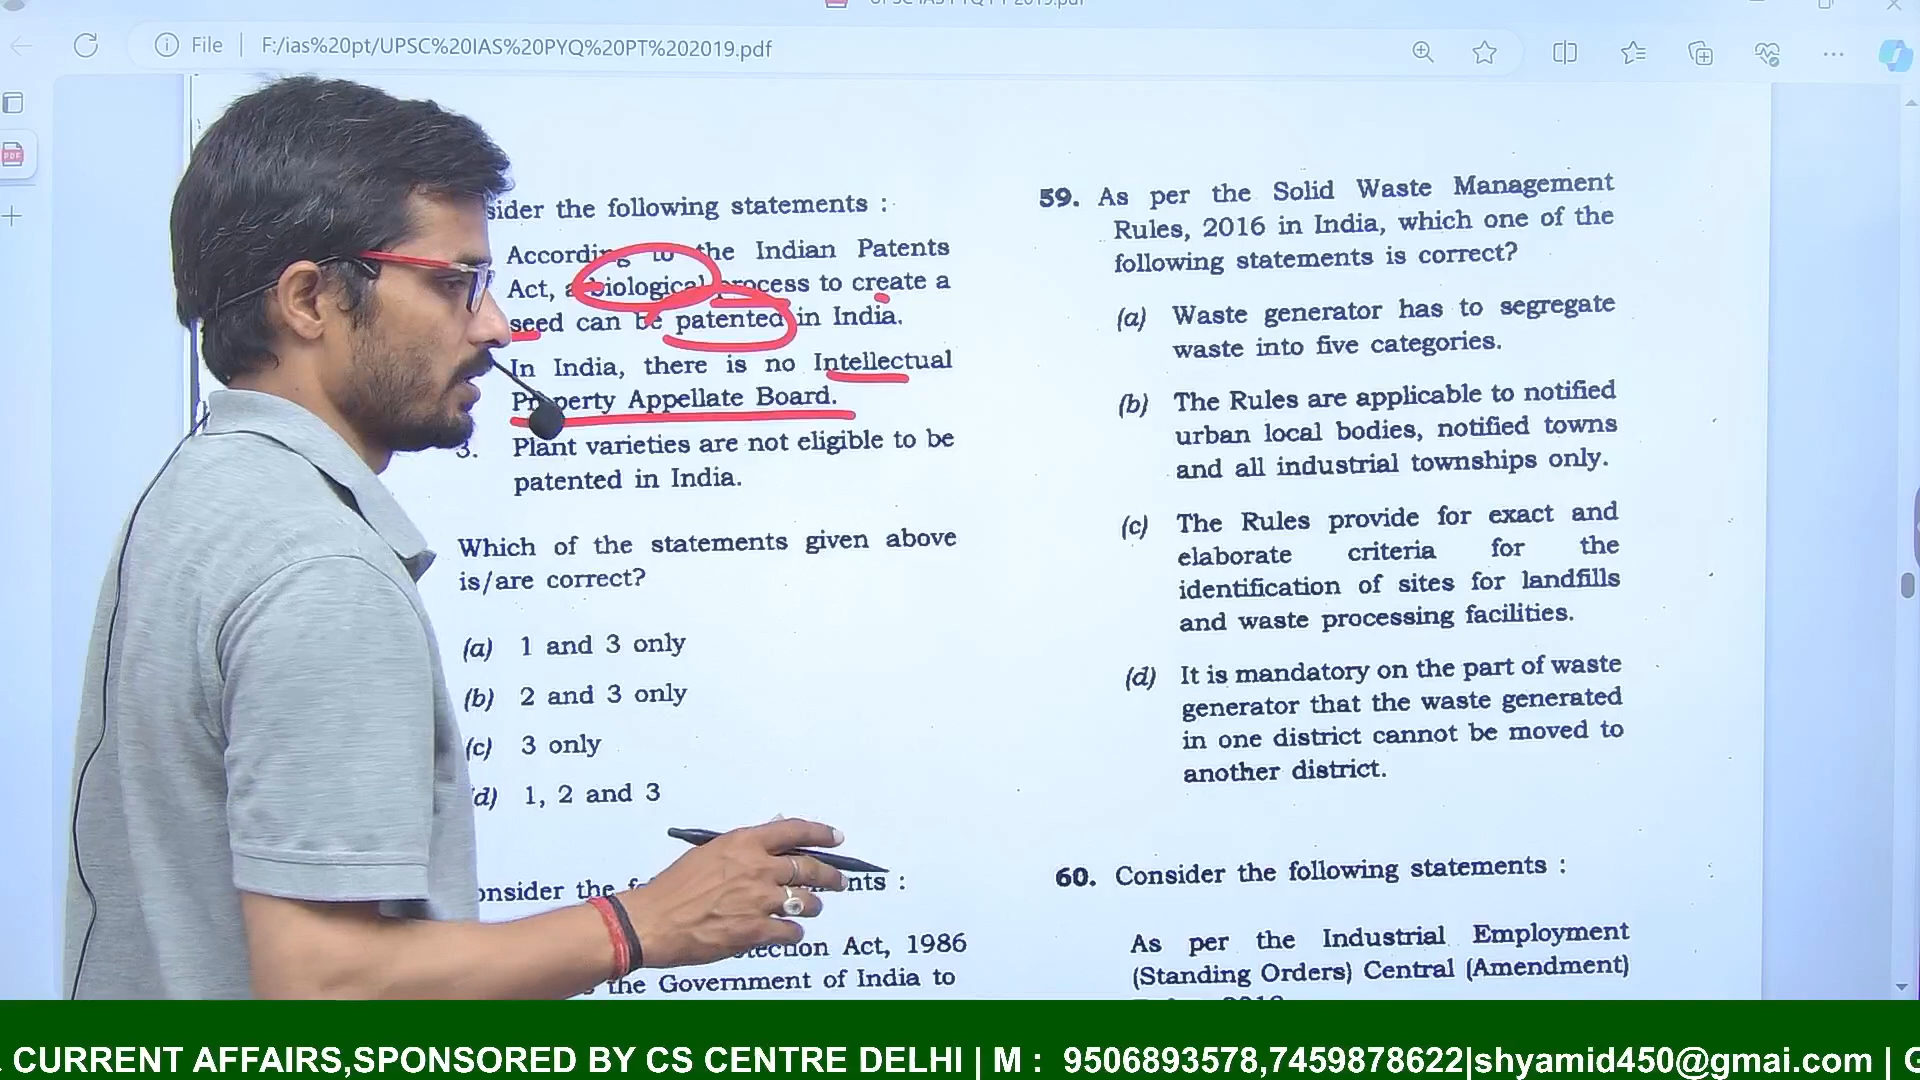 File
F:/ias%20pt/UPSC%20IAS%20PYQ%20PT%202019.pdf
PDF
sider the following statements :
According to the Indian Patents
Act, a biological process to create a
seed can be patented in India.
In India, there is no Intellectual
Property Appellate Board.
3. Plant varieties are not eligible to be
patented in India.
Which of the statements given above
is/are correct?
(a) 1 and 3 only
(b) 2 and 3 only
(c) 3 only
d) 1, 2 and 3
onsider the
nts :
ection Act, 1986
the Government of India to
59. As per the Solid Waste Management
Rules, 2016 in India, which one of the
following statements is correct?
(a) Waste generator has to segregate
waste into five categories.
(b) The Rules are applicable to notified
urban local bodies, notified towns
and all industrial townships only.
(c) The Rules provide for exact and
elaborate criteria for the
identification of sites for landfills
and waste processing facilities.
(d) It is mandatory on the part of waste
generator that the waste generated
in one district cannot be moved to
another district.
60. Consider the following statements :
As per the Industrial Employment
(Standing Orders) Central (Amendment)
CURRENT AFFAIRS,SPONSORED BY CS CENTRE DELHI | M : 9506893578,7459878622|shyamid450@gmai.com | G